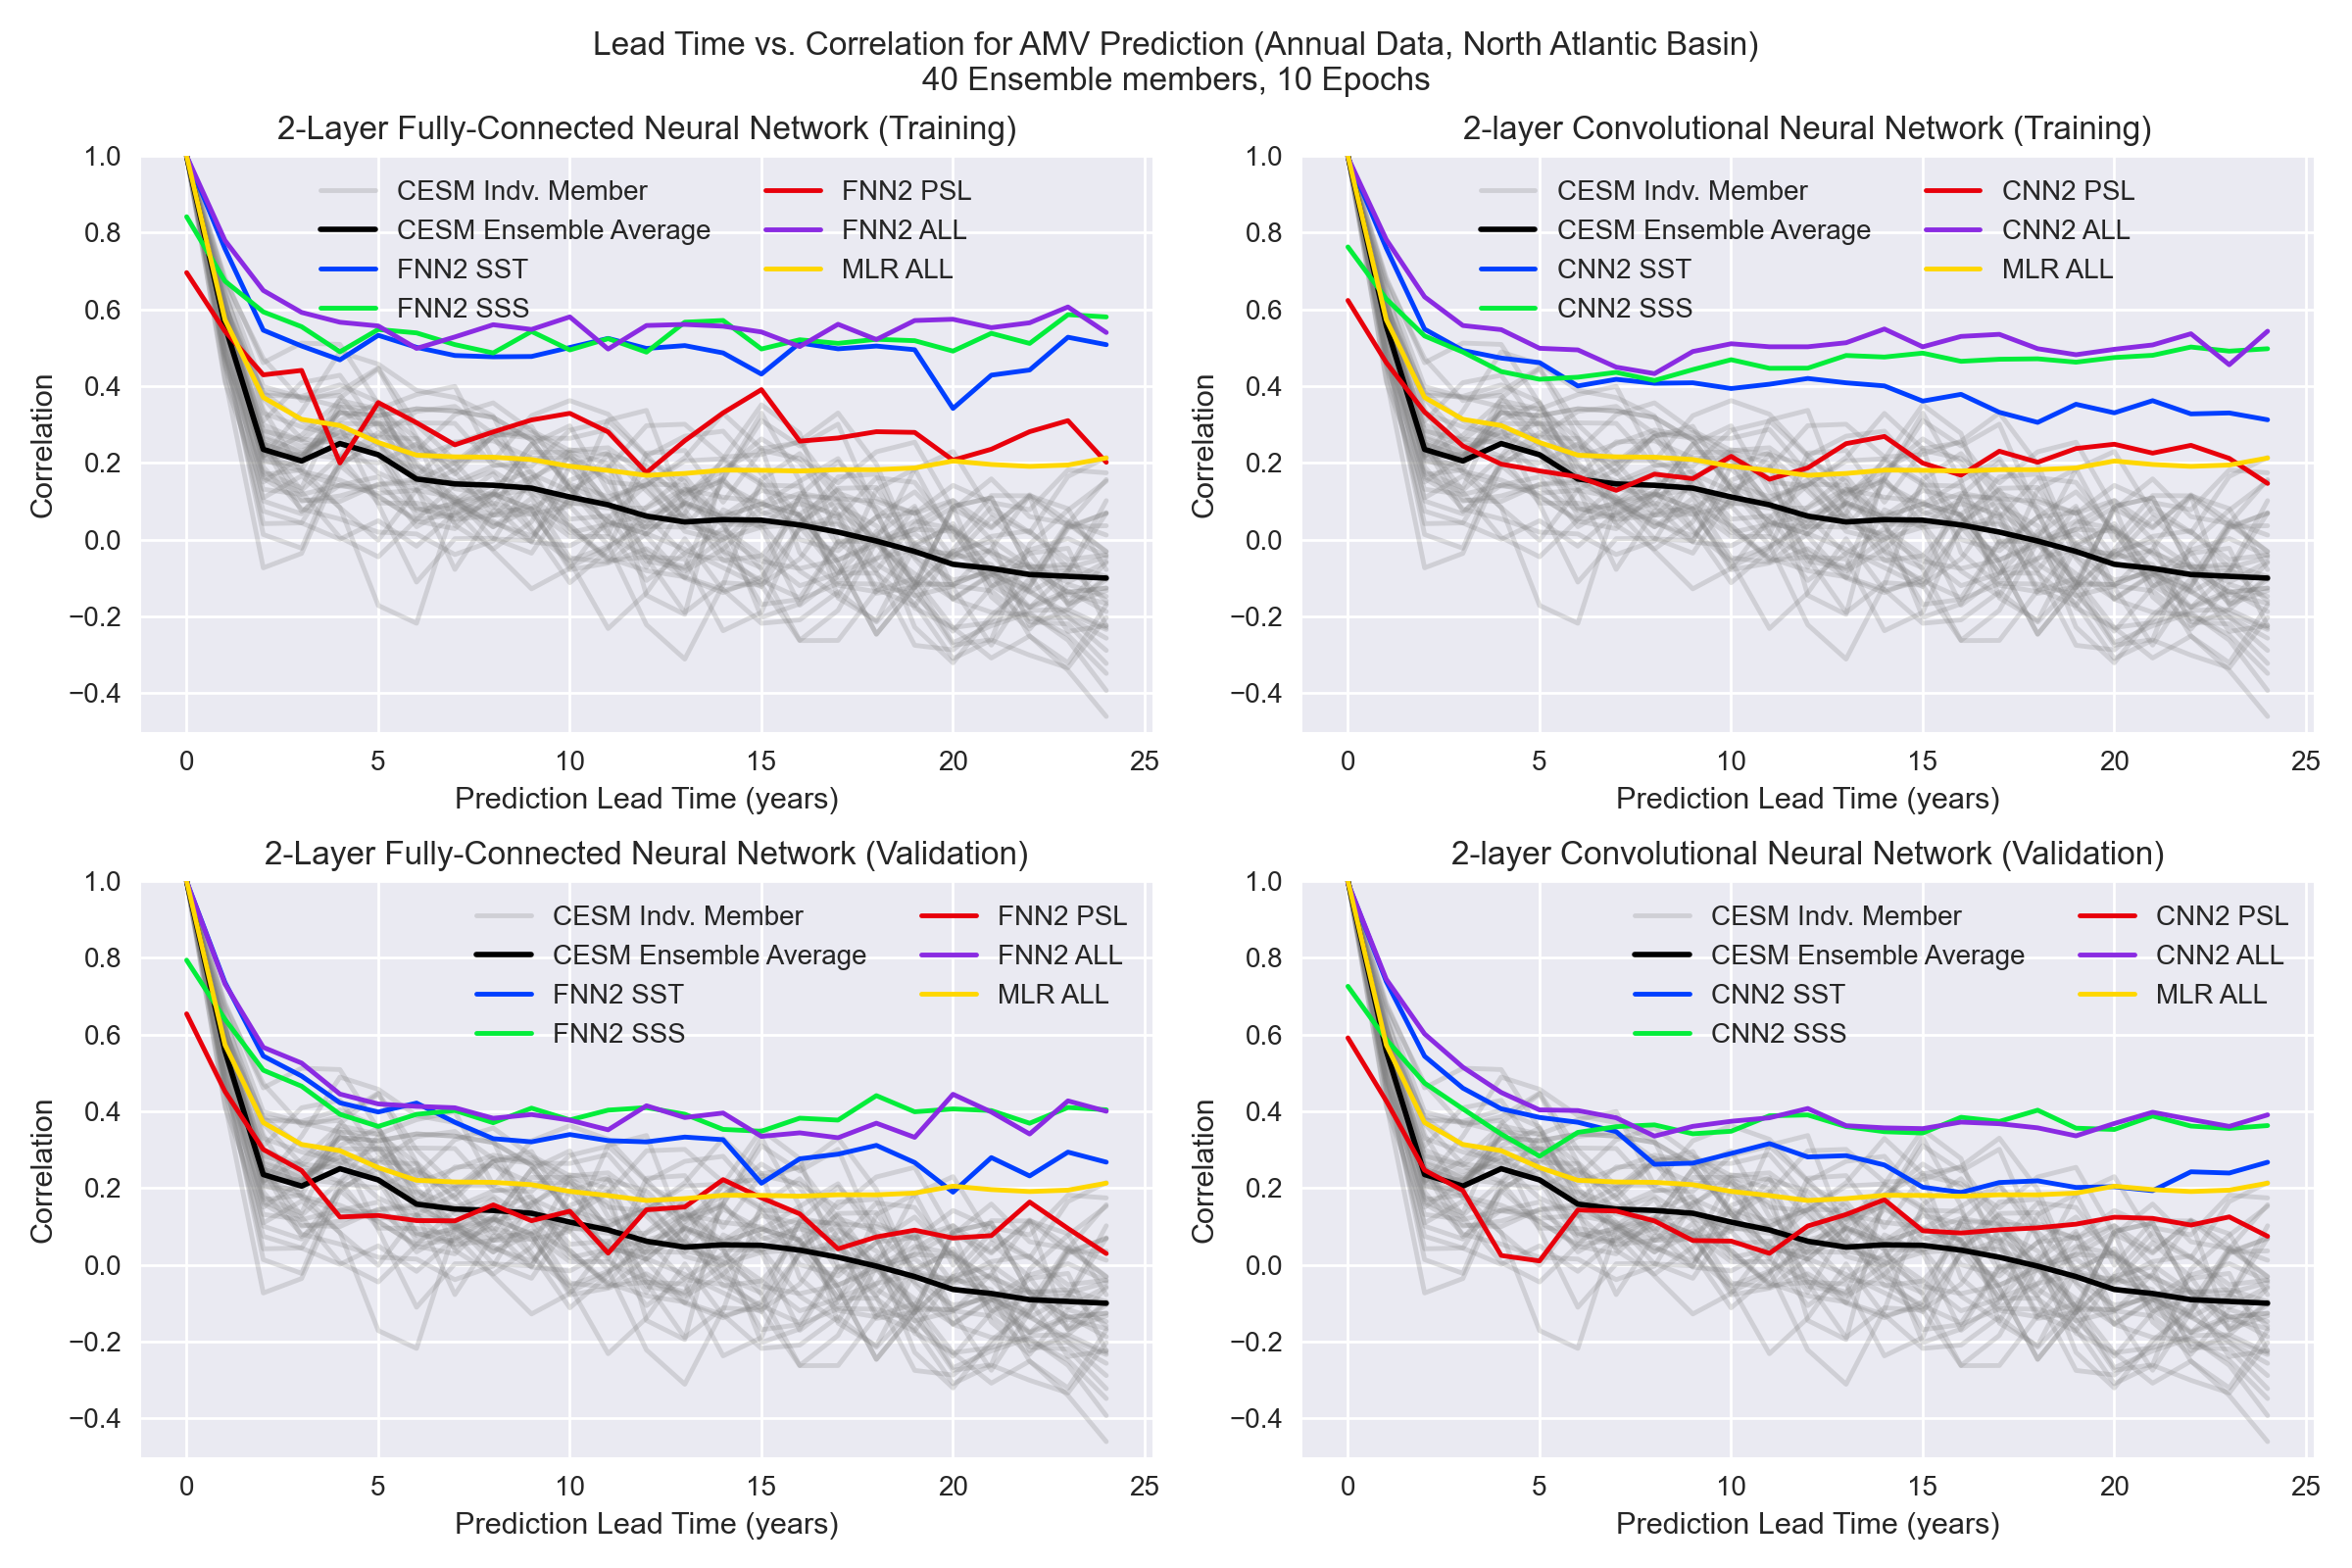 Lead Time vs. Correlation for AMV Prediction (Annual Data, North Atlantic Basin)
40 Ensemble members, 10 Epochs
2-Layer Fully-Connected Neural Network (Training)
1.0
0.8
0.6
0.4
0.2
0.0
−0.2
−0.4
Correlation
CESM Indv. Member
CESM Ensemble Average
FNN2 SST
FNN2 SSS
FNN2 PSL
FNN2 ALL
MLR ALL
0 5 10 15 20 25
Prediction Lead Time (years)
2-layer Convolutional Neural Network (Training)
1.0
0.8
0.6
0.4
0.2
0.0
−0.2
−0.4
Correlation
CESM Indv. Member
CESM Ensemble Average
CNN2 SST
CNN2 SSS
CNN2 PSL
CNN2 ALL
MLR ALL
0 5 10 15 20 25
Prediction Lead Time (years)
2-Layer Fully-Connected Neural Network (Validation)
1.0
0.8
0.6
0.4
0.2
0.0
−0.2
−0.4
Correlation
CESM Indv. Member
CESM Ensemble Average
FNN2 SST
FNN2 SSS
FNN2 PSL
FNN2 ALL
MLR ALL
0 5 10 15 20 25
Prediction Lead Time (years)
2-layer Convolutional Neural Network (Validation)
1.0
0.8
0.6
0.4
0.2
0.0
−0.2
−0.4
Correlation
CESM Indv. Member
CESM Ensemble Average
CNN2 SST
CNN2 SSS
CNN2 PSL
CNN2 ALL
MLR ALL
0 5 10 15 20 25
Prediction Lead Time (years)